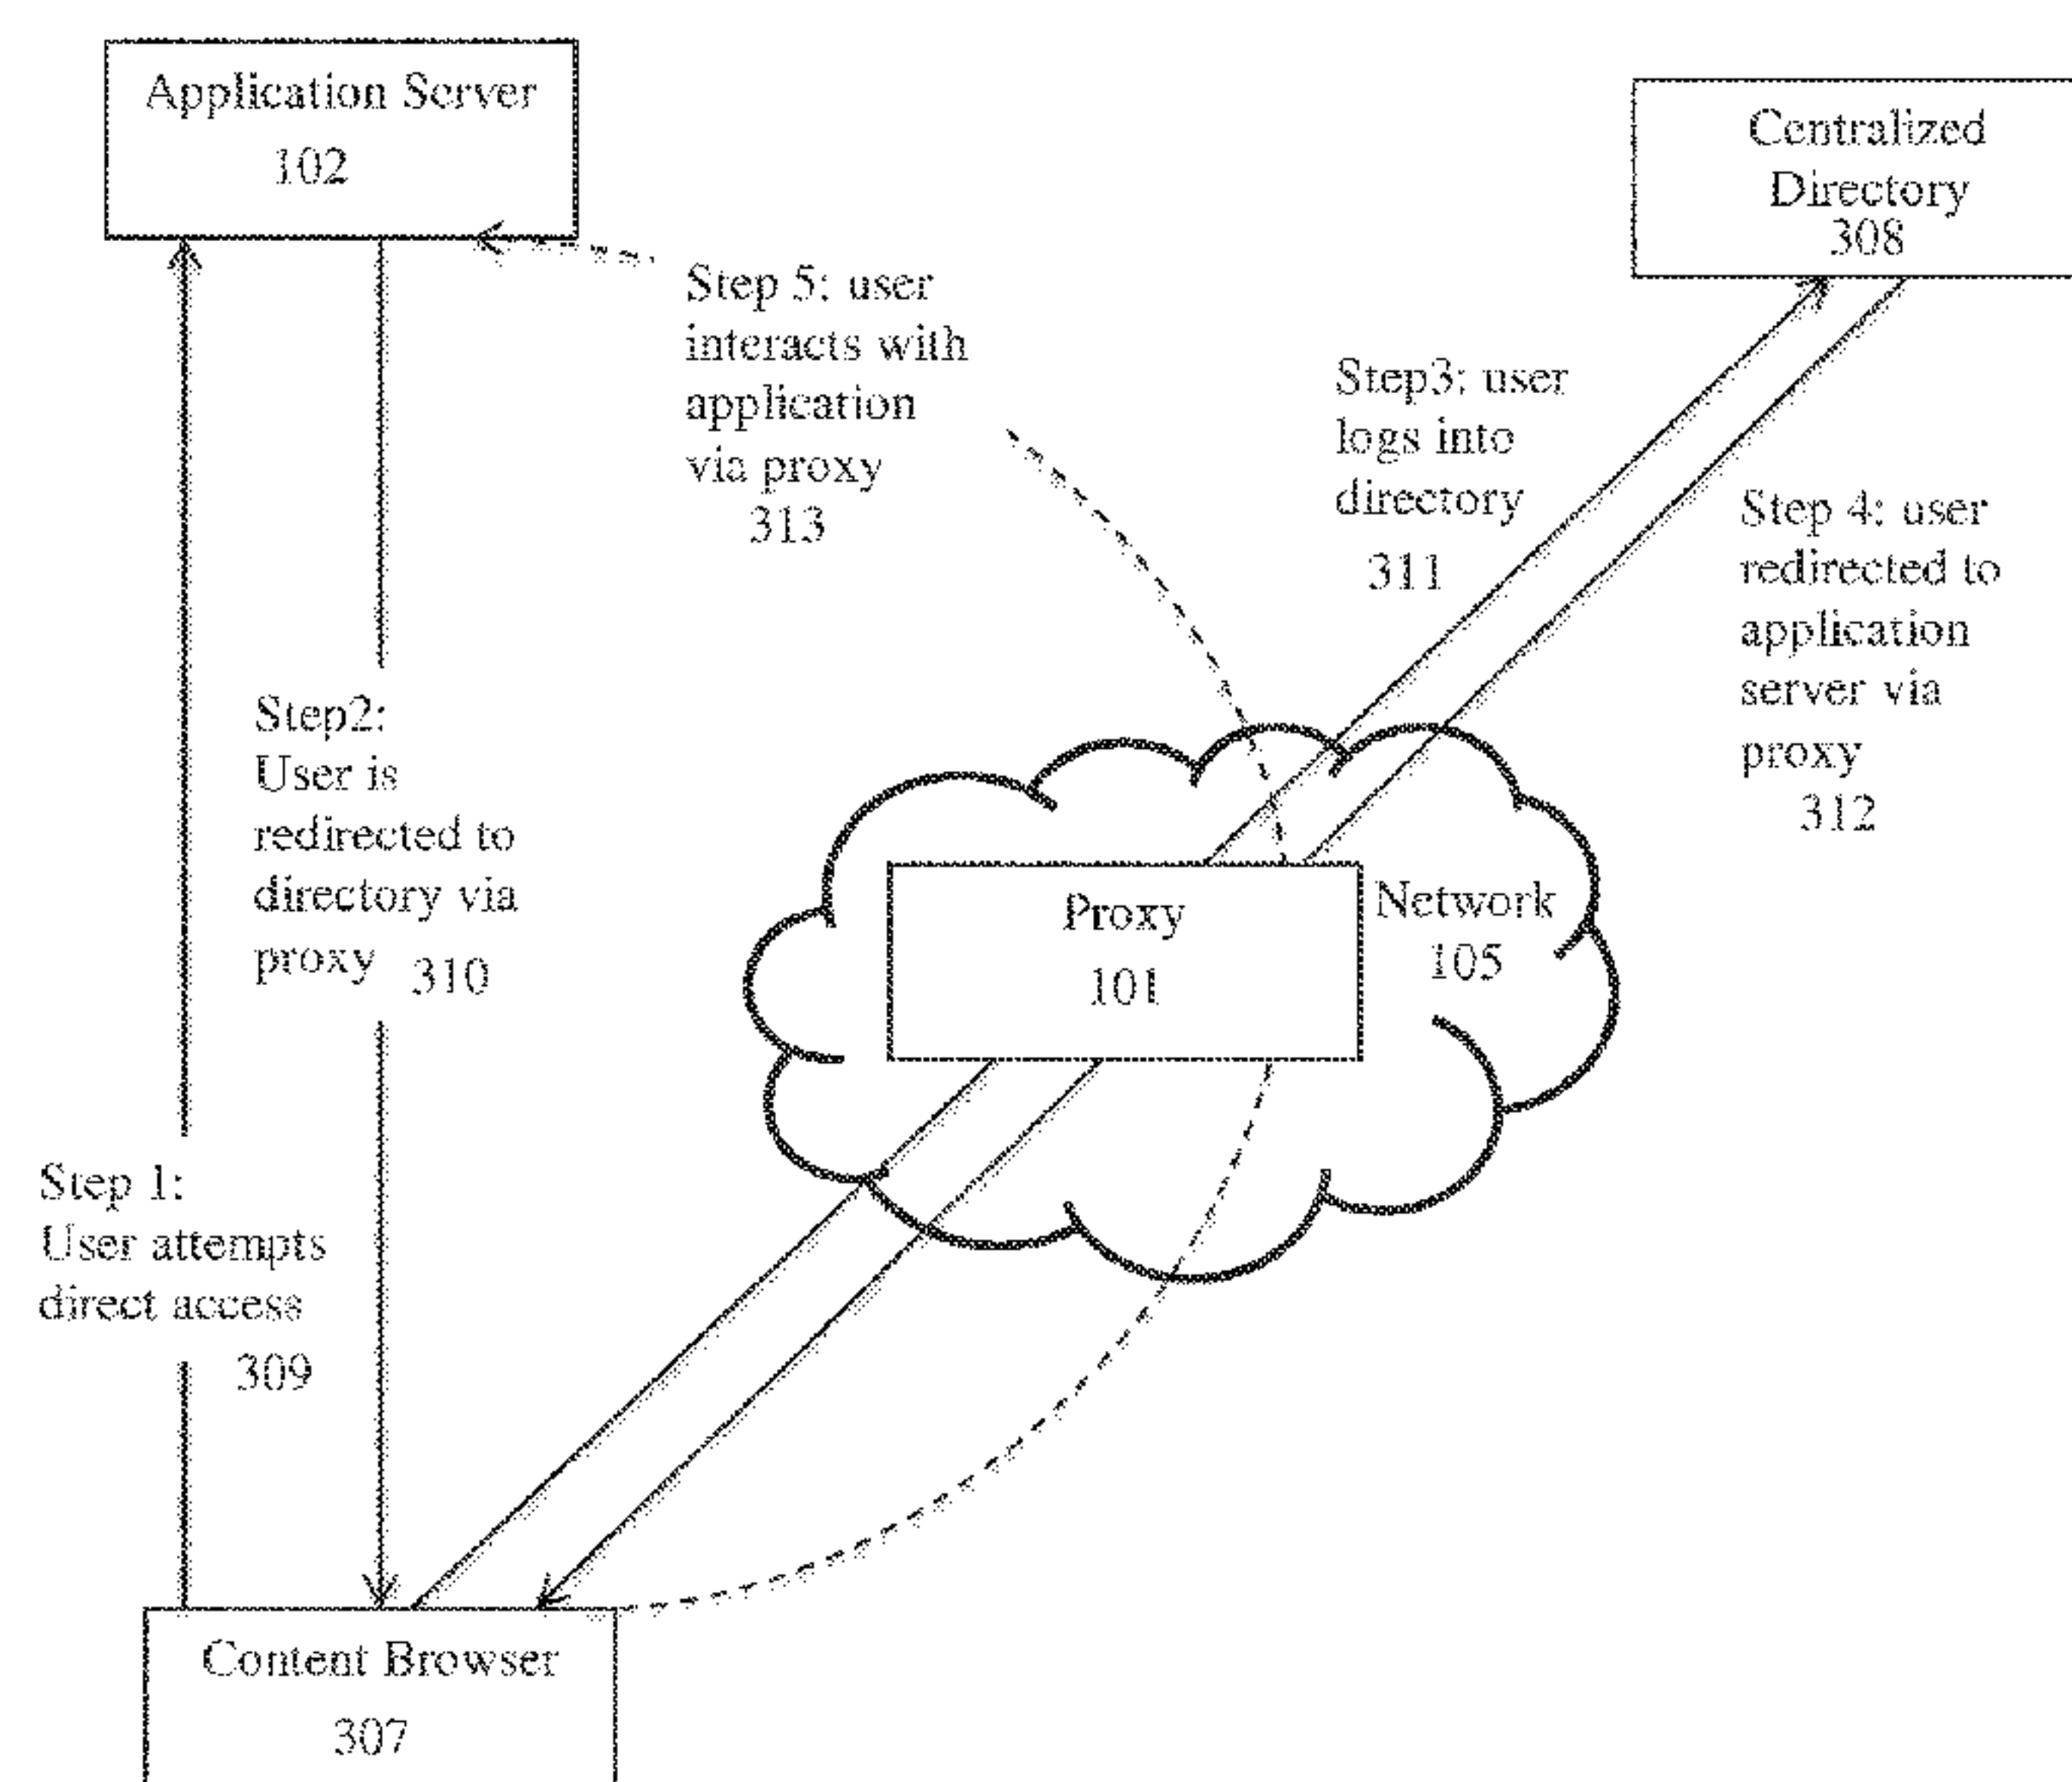 Application Server
102
Centralized
Directory
308
Step 5: user
interacts with
application
via proxy
313
Step3: user
logs into
directory
311
Step 4: user
redirected to
application
server via
proxy
312
Step2:
User is
redirected to
directory via
proxy 310
Proxy
101
Network
105
Step 1:
User attempts
direct access
309
Content Browser
307